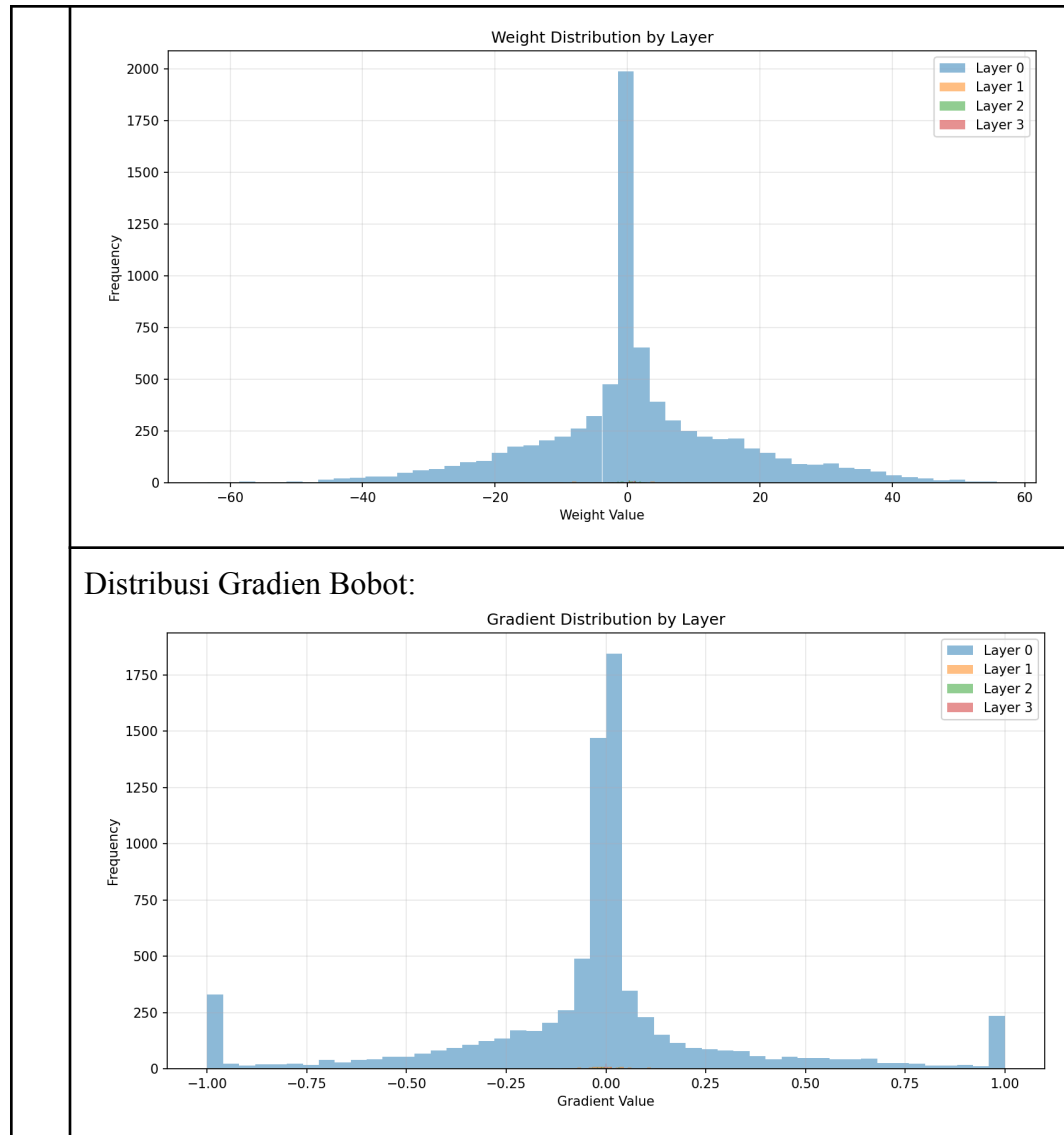 Weight Distribution by Layer
2000
1750
1500
1250
1000
750
500
250
0
Frequency
−60
−40
−20
0
20
40
60
Weight Value
Layer 0
Layer 1
Layer 2
Layer 3
Distribusi Gradien Bobot:
Gradient Distribution by Layer
1750
1500
1250
1000
750
500
250
0
Frequency
−1.00
−0.75
−0.50
−0.25
0.00
0.25
0.50
0.75
1.00
Gradient Value
Layer 0
Layer 1
Layer 2
Layer 3